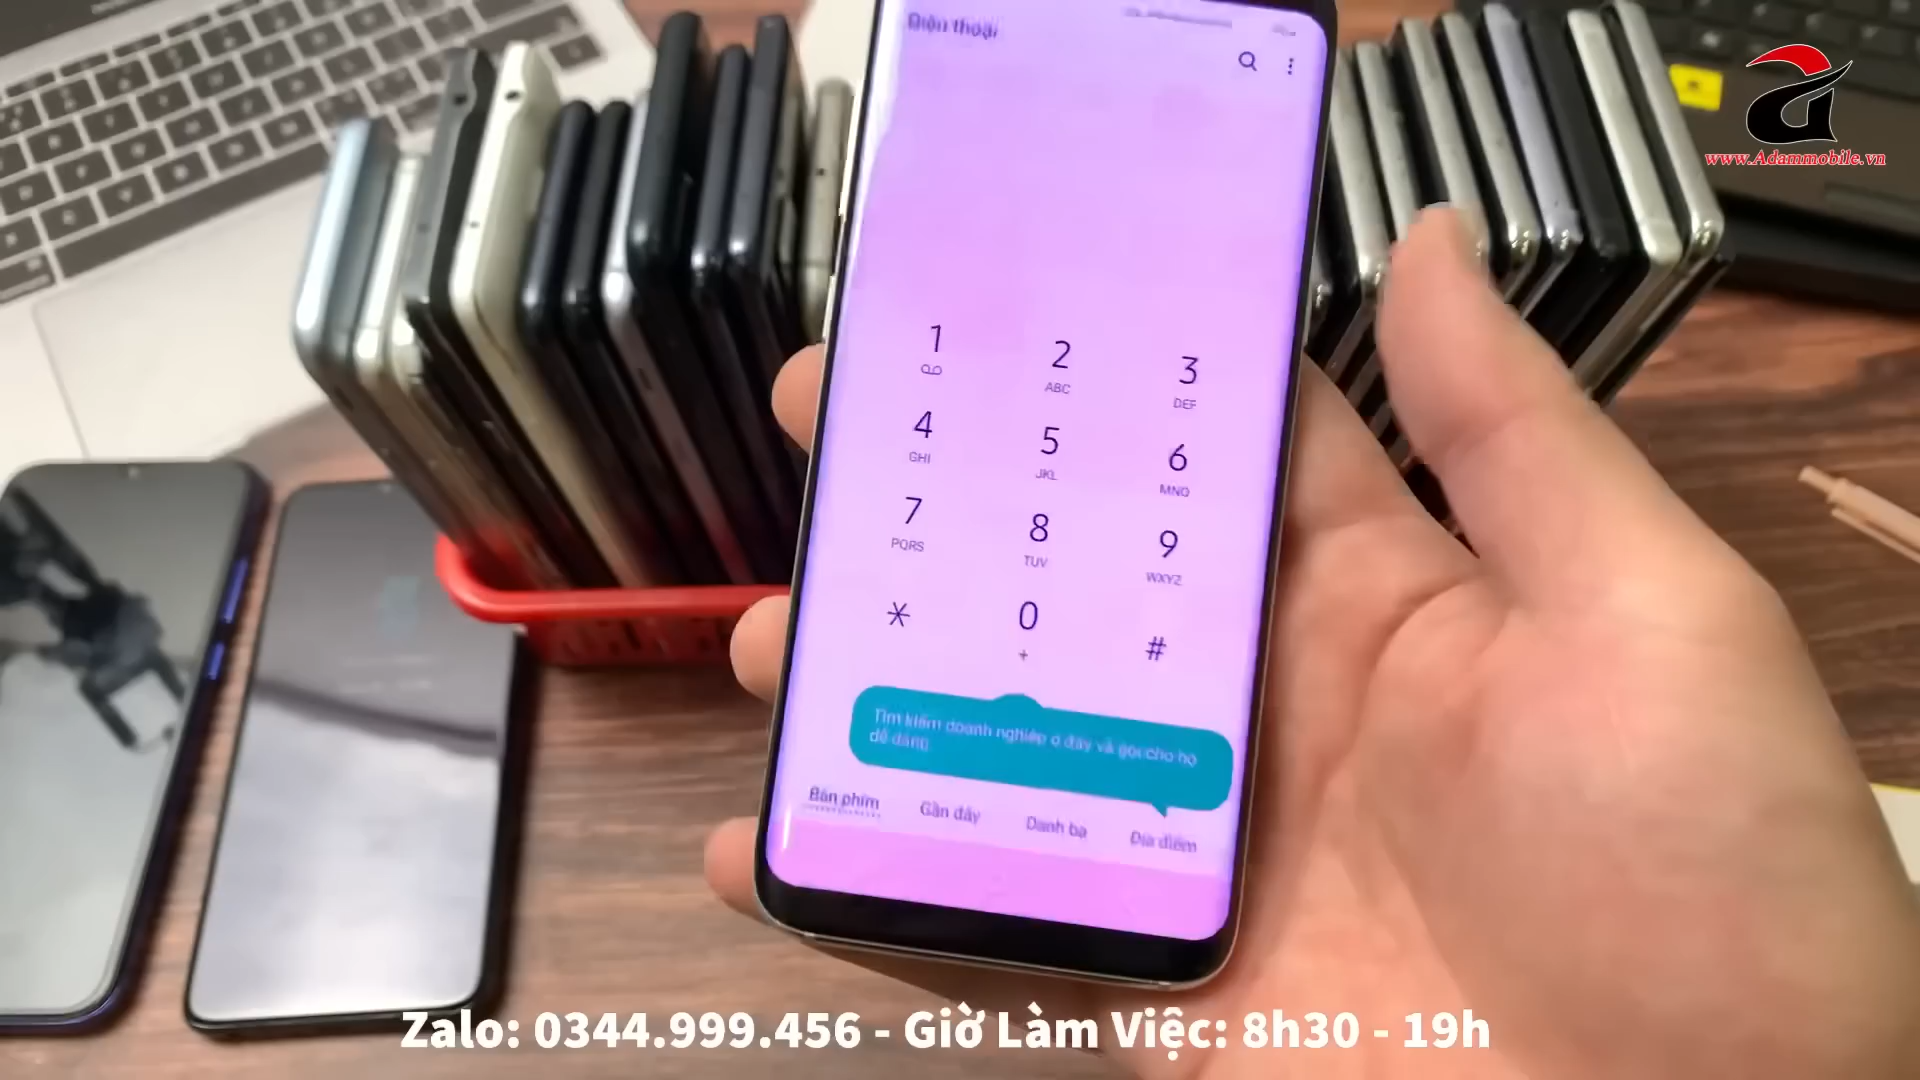 Điện thoại
www.Adammobile.vn
1
2
ABC
3
DEF
4
GHI
5
JKL
6
MNO
7
PQRS
8
TUV
9
WXYZ
*
0
+
#
Tìm kiếm doanh nghiệp ở đây và gọi cho họ
dễ dàng
Bàn phím
Gần đây
Danh bạ
Địa điểm
Zalo: 0344.999.456 - Giờ Làm Việc: 8h30 - 19h